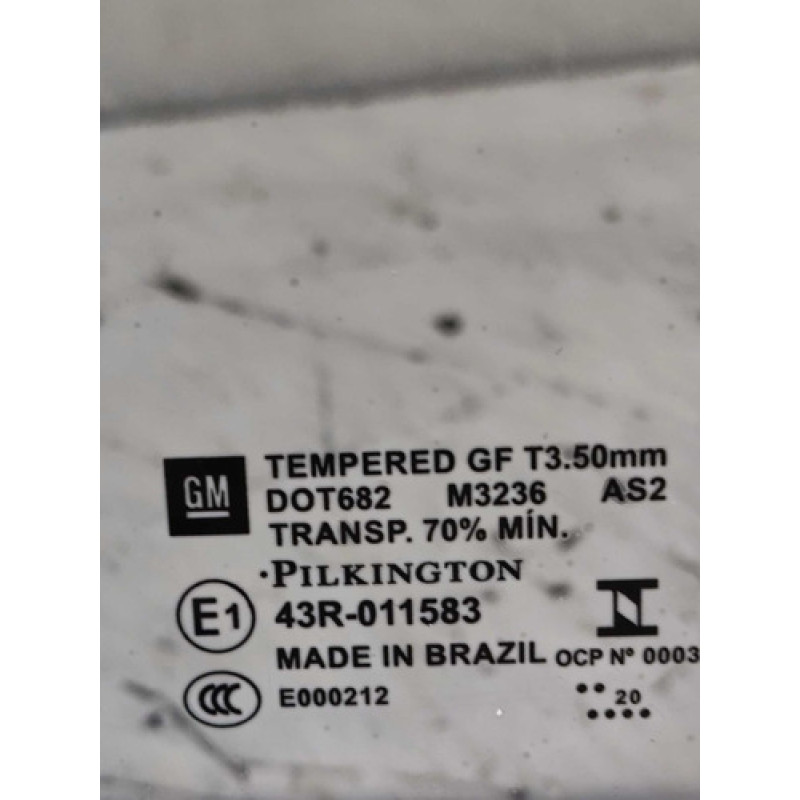 GM
TEMPERED GF T3.50mm
DOT682 M3236 AS2
TRANSP. 70% MÍN.
·PILKINGTON
E1 43R-011583
MADE IN BRAZIL OCP Nº 0003
CCC E000212
•• 20
••••